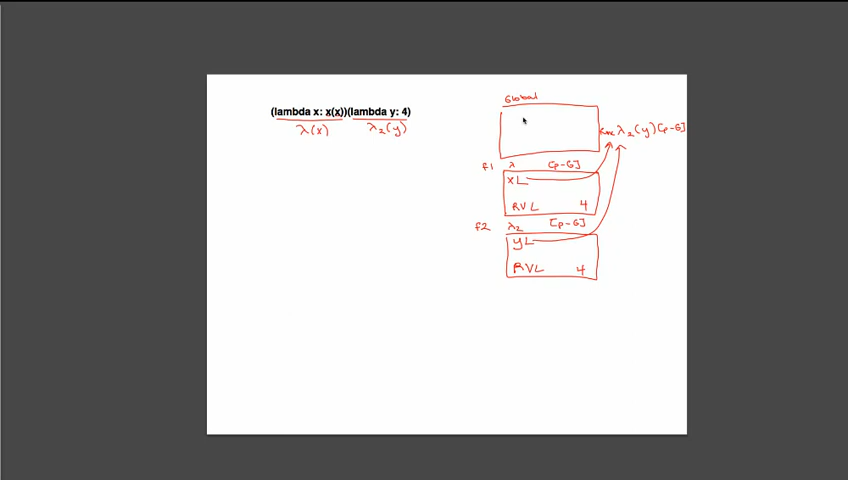 (lambda x: x(x))(lambda y: 4)
λ(x) λ₂(y)
Global
func λ₂(y) [p=G]
f1 λ [p=G]
x
RV 4
f2 λ₂ [p=G]
y
RV 4